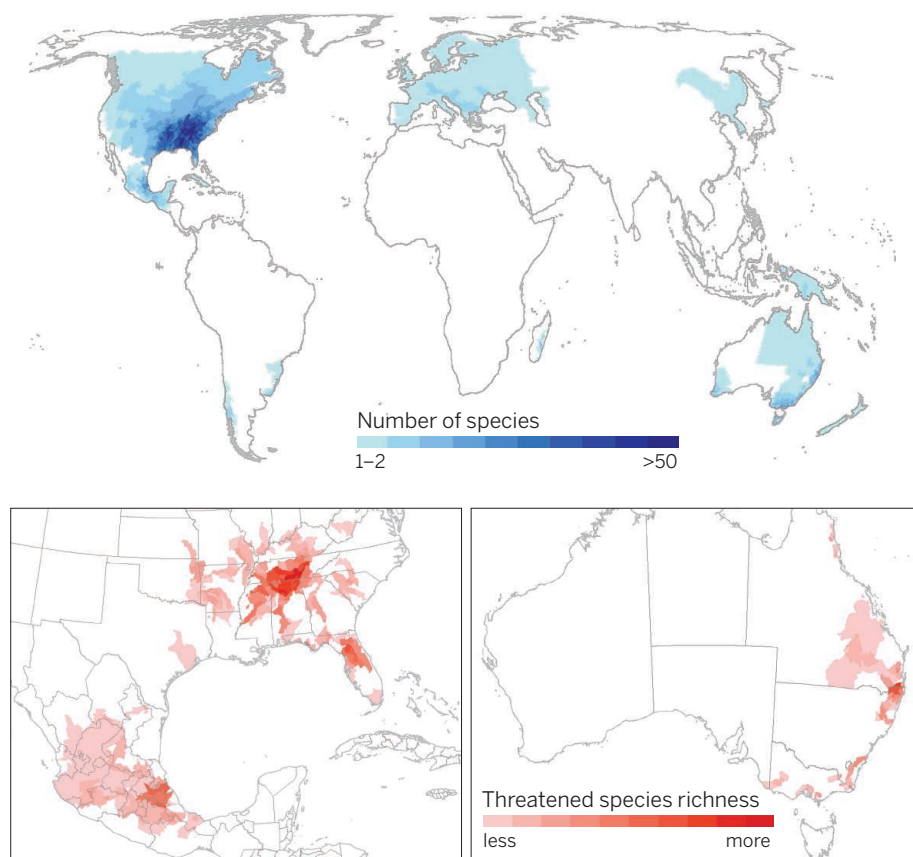 Number of species
1–2 >50
Threatened species richness
less more